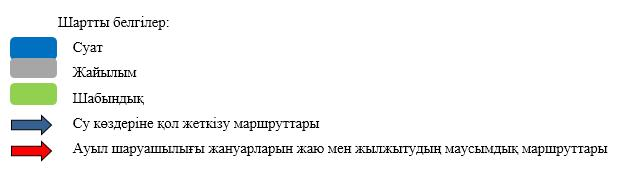 Шартты белгілер:
Суат
Жайылым
Шабындық
Су көздеріне қол жеткізу маршруттары
Ауыл шаруашылығы жануарларын жаю мен жылжытудың маусымдық маршруттары